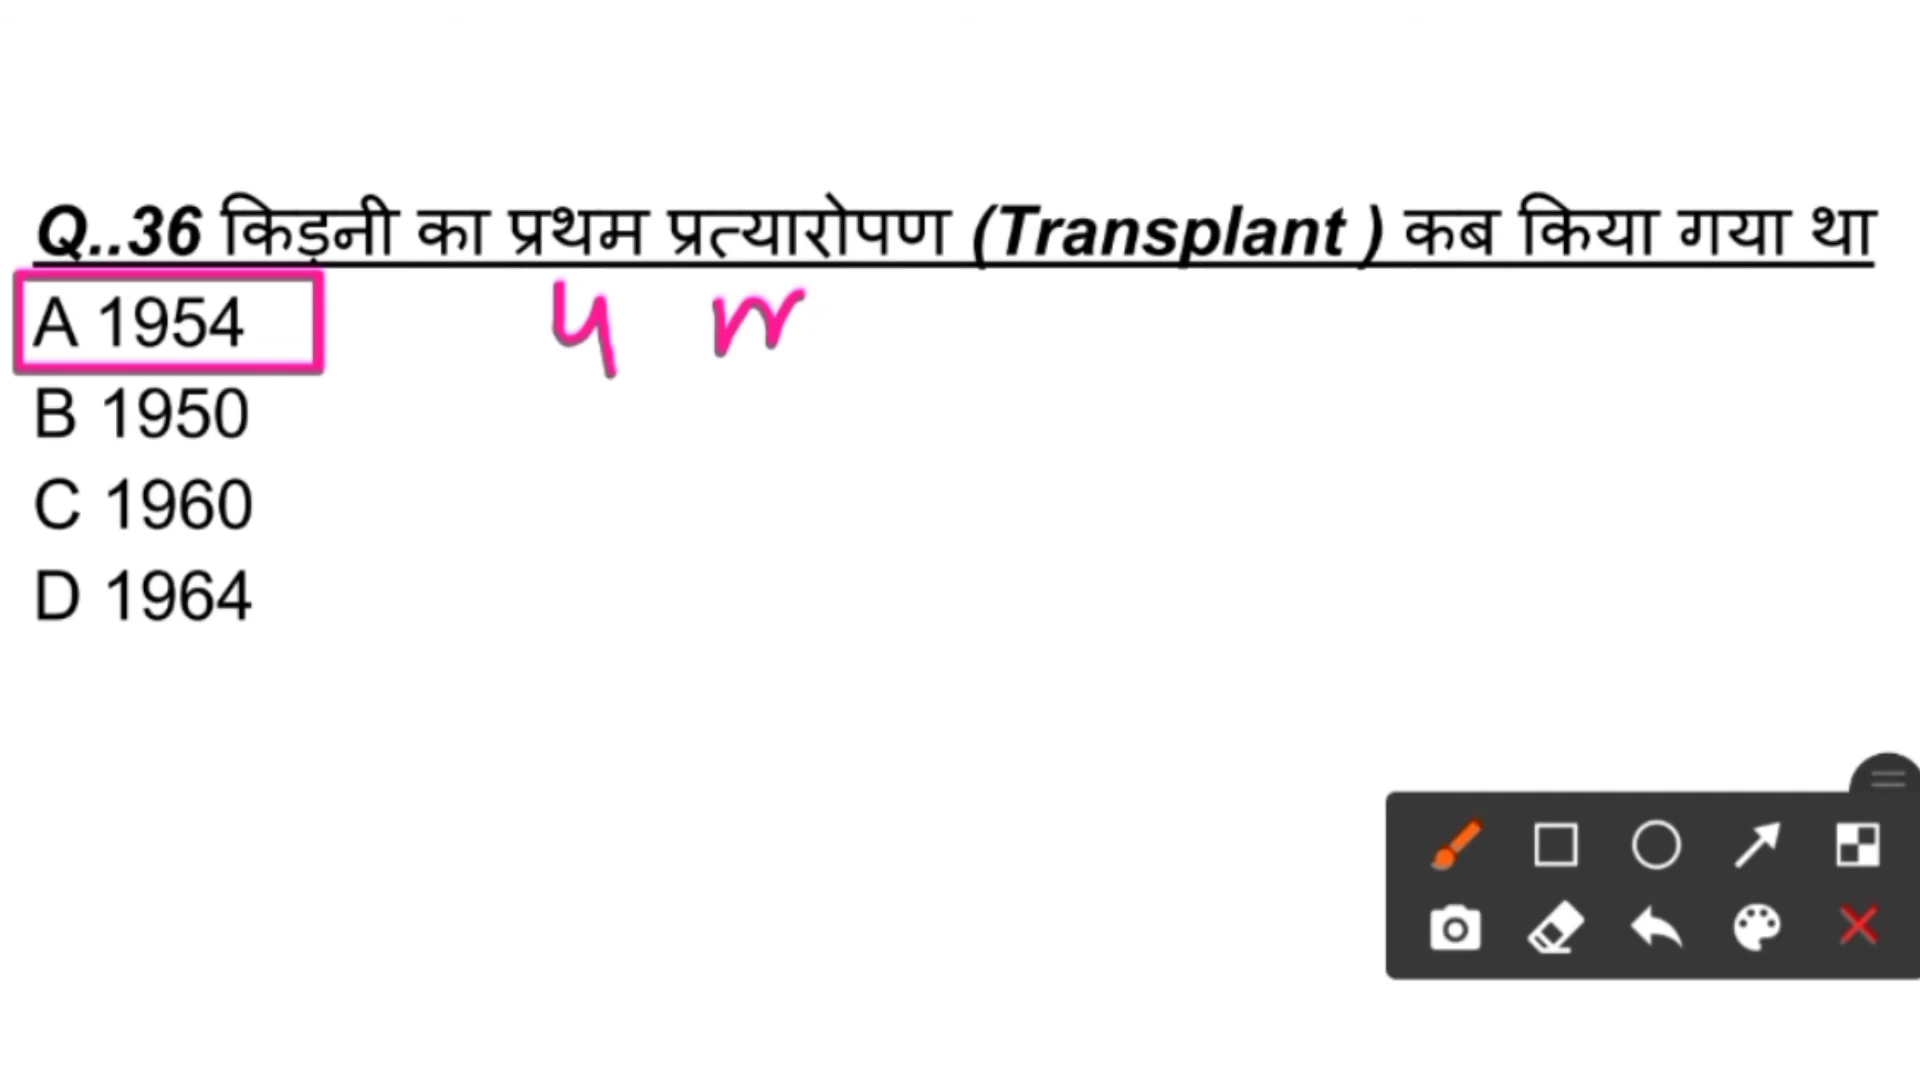 Q..36 किड़नी का प्रथम प्रत्यारोपण (Transplant ) कब किया गया था
A 1954
B 1950
C 1960
D 1964